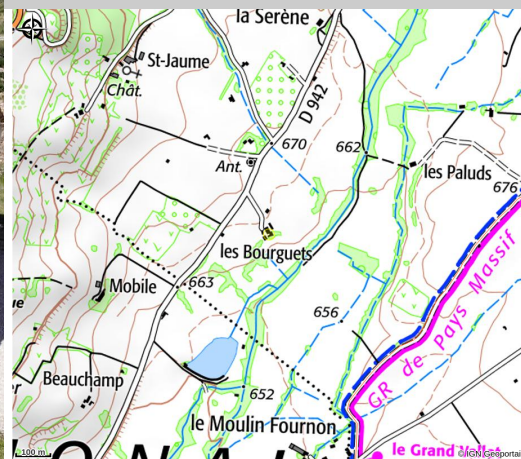 la Serène
St-Jaume
Chât.
D 942
670
662
Ant.
les Paluds
676
les Bourguets
Mobile
663
656
GR de Pays Massif
Beauchamp
652
le Moulin Fournon
le Grand Vallat
100 m
©IGN Géoportai